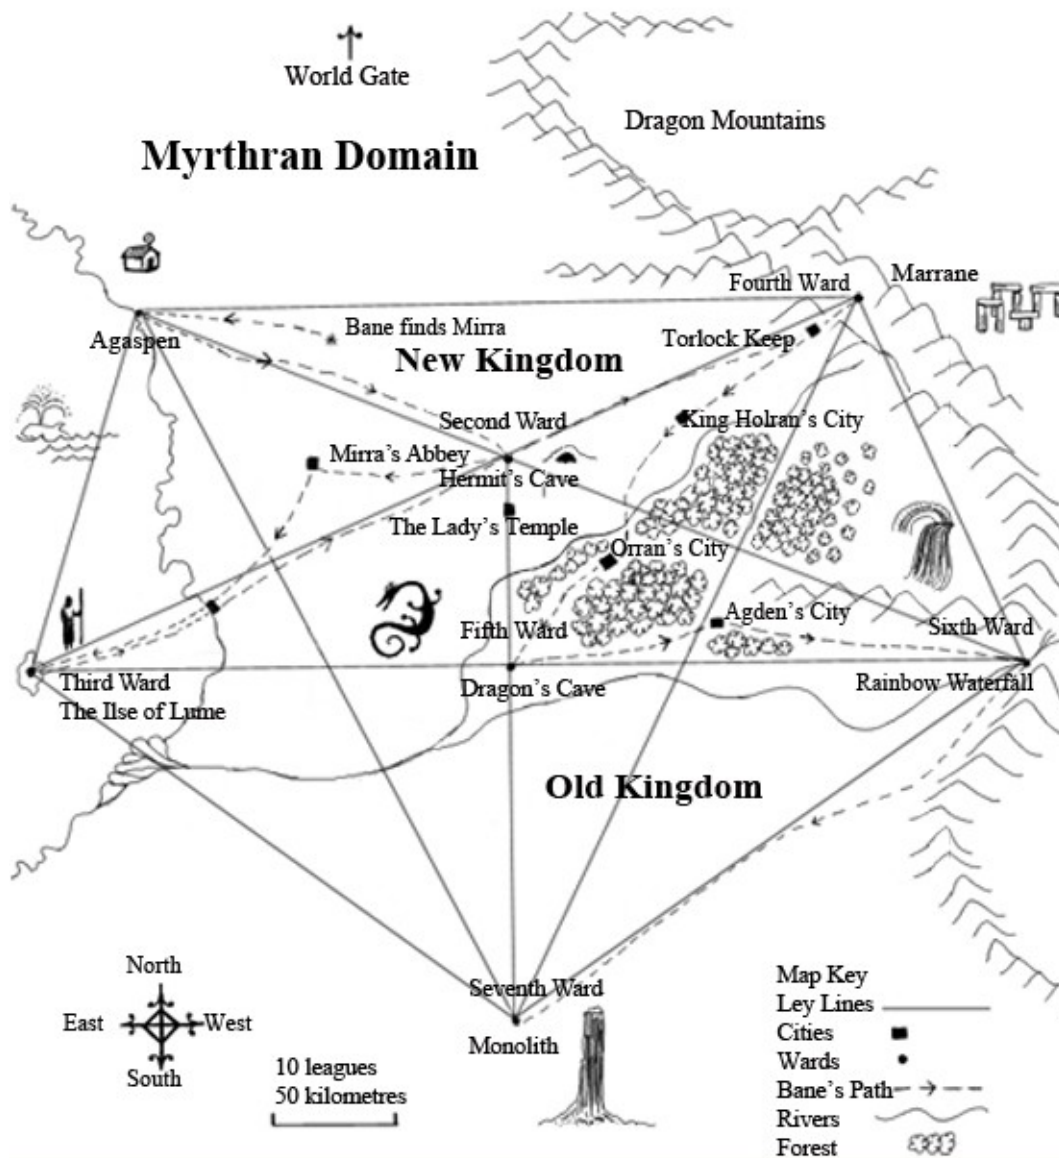 World Gate
Dragon Mountains
Myrthran Domain
Fourth Ward
Marrane
Agaspen
Bane finds Mirra
Torlock Keep
New Kingdom
Second Ward
King Holran's City
Mirra's Abbey
Hermit's Cave
The Lady's Temple
Orran's City
Agden's City
Fifth Ward
Sixth Ward
Third Ward
Dragon's Cave
Rainbow Waterfall
The Ilse of Lume
Old Kingdom
North
East
West
South
Seventh Ward
Monolith
10 leagues
50 kilometres
Map Key
Ley Lines
Cities
Wards
Bane's Path
Rivers
Forest